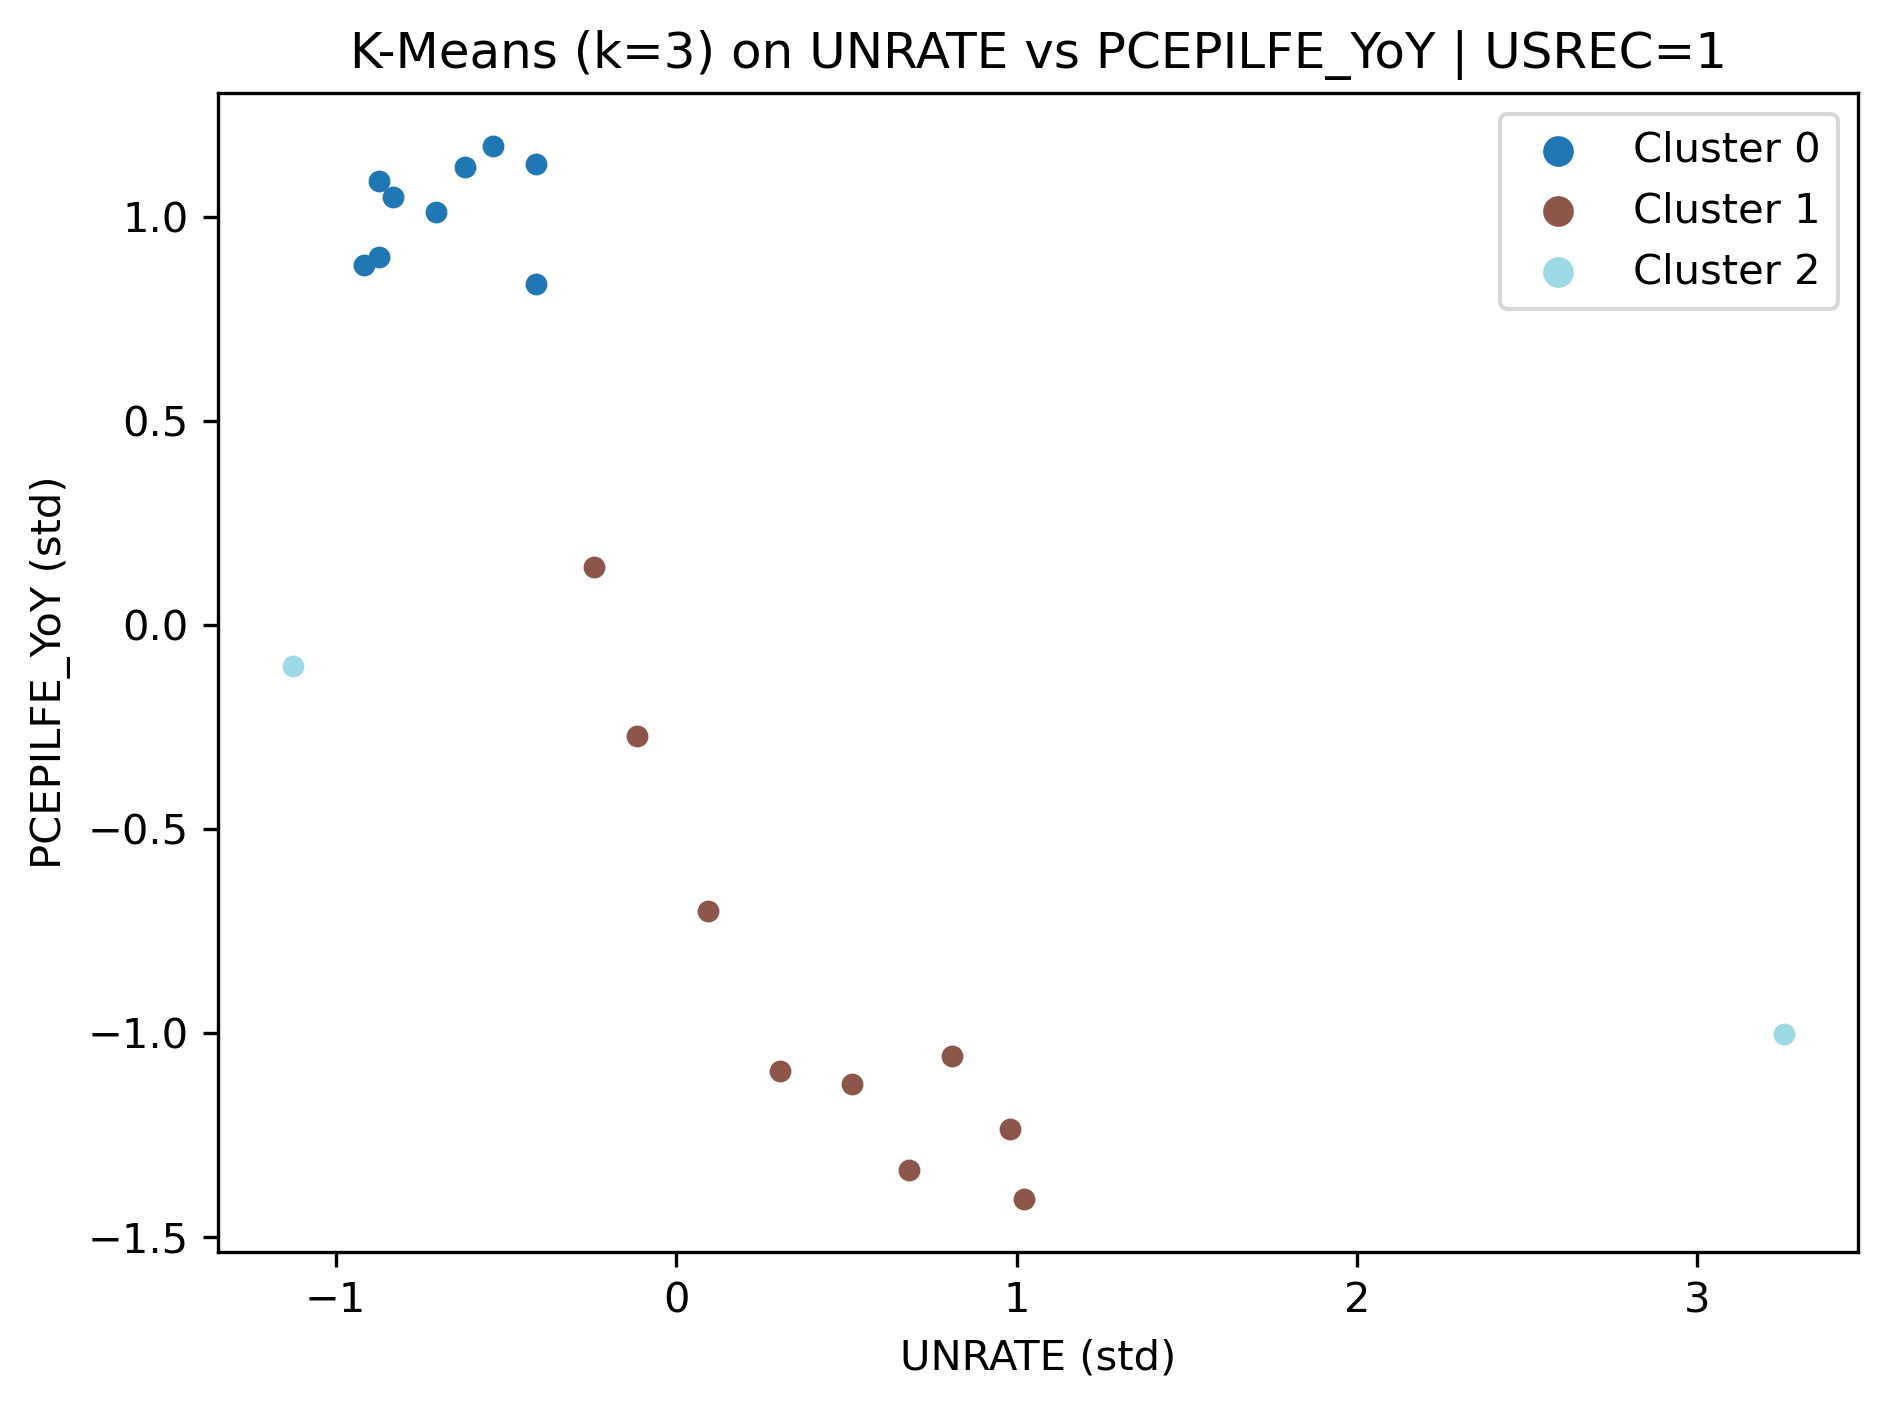 K-Means (k=3) on UNRATE vs PCEPILFE_YoY | USREC=1
Cluster 0
Cluster 1
Cluster 2
1.0
0.5
0.0
−0.5
−1.0
−1.5
PCEPILFE_YoY (std)
−1 0 1 2 3
UNRATE (std)